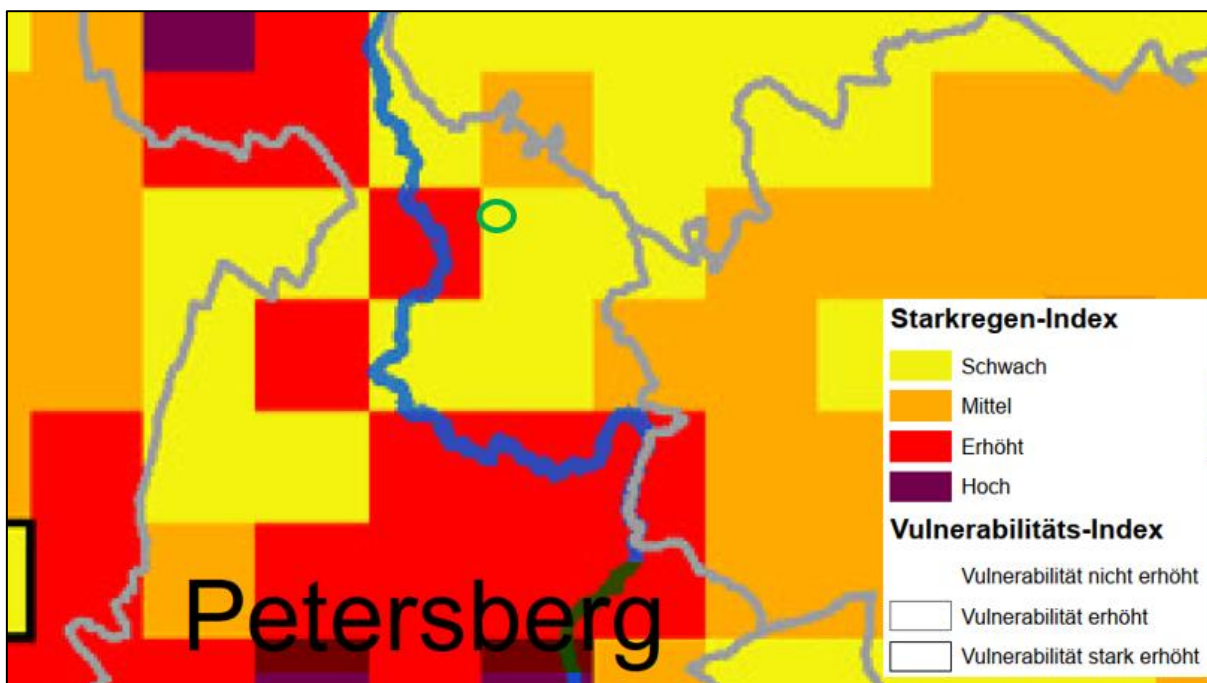 Starkregen-Index
Schwach
Mittel
Erhöht
Hoch
Vulnerabilitäts-Index
Vulnerabilität nicht erhöht
Vulnerabilität erhöht
Vulnerabilität stark erhöht
Petersberg